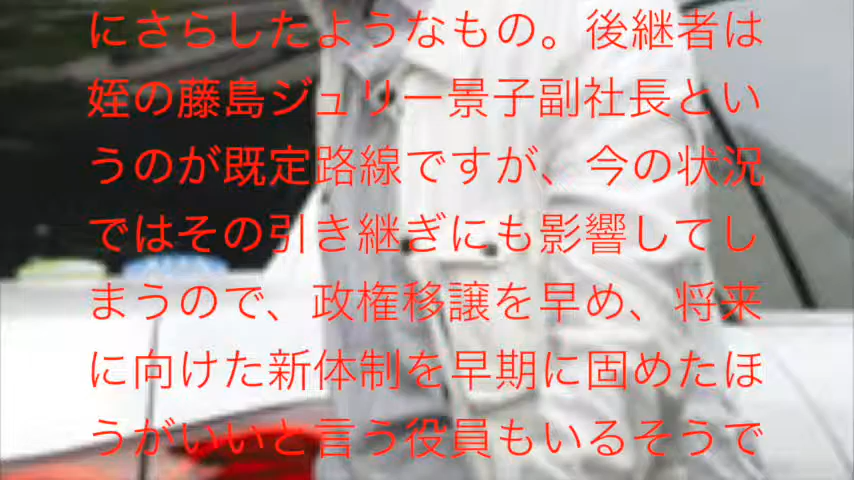 にさらしたようなもの。後継者は
姪の藤島ジュリー景子副社長とい
うのが既定路線ですが、今の状況
ではその引き継ぎにも影響してし
まうので、政権移譲を早め、将来
に向けた新体制を早期に固めたほ
うがいいと言う役員もいるそうで